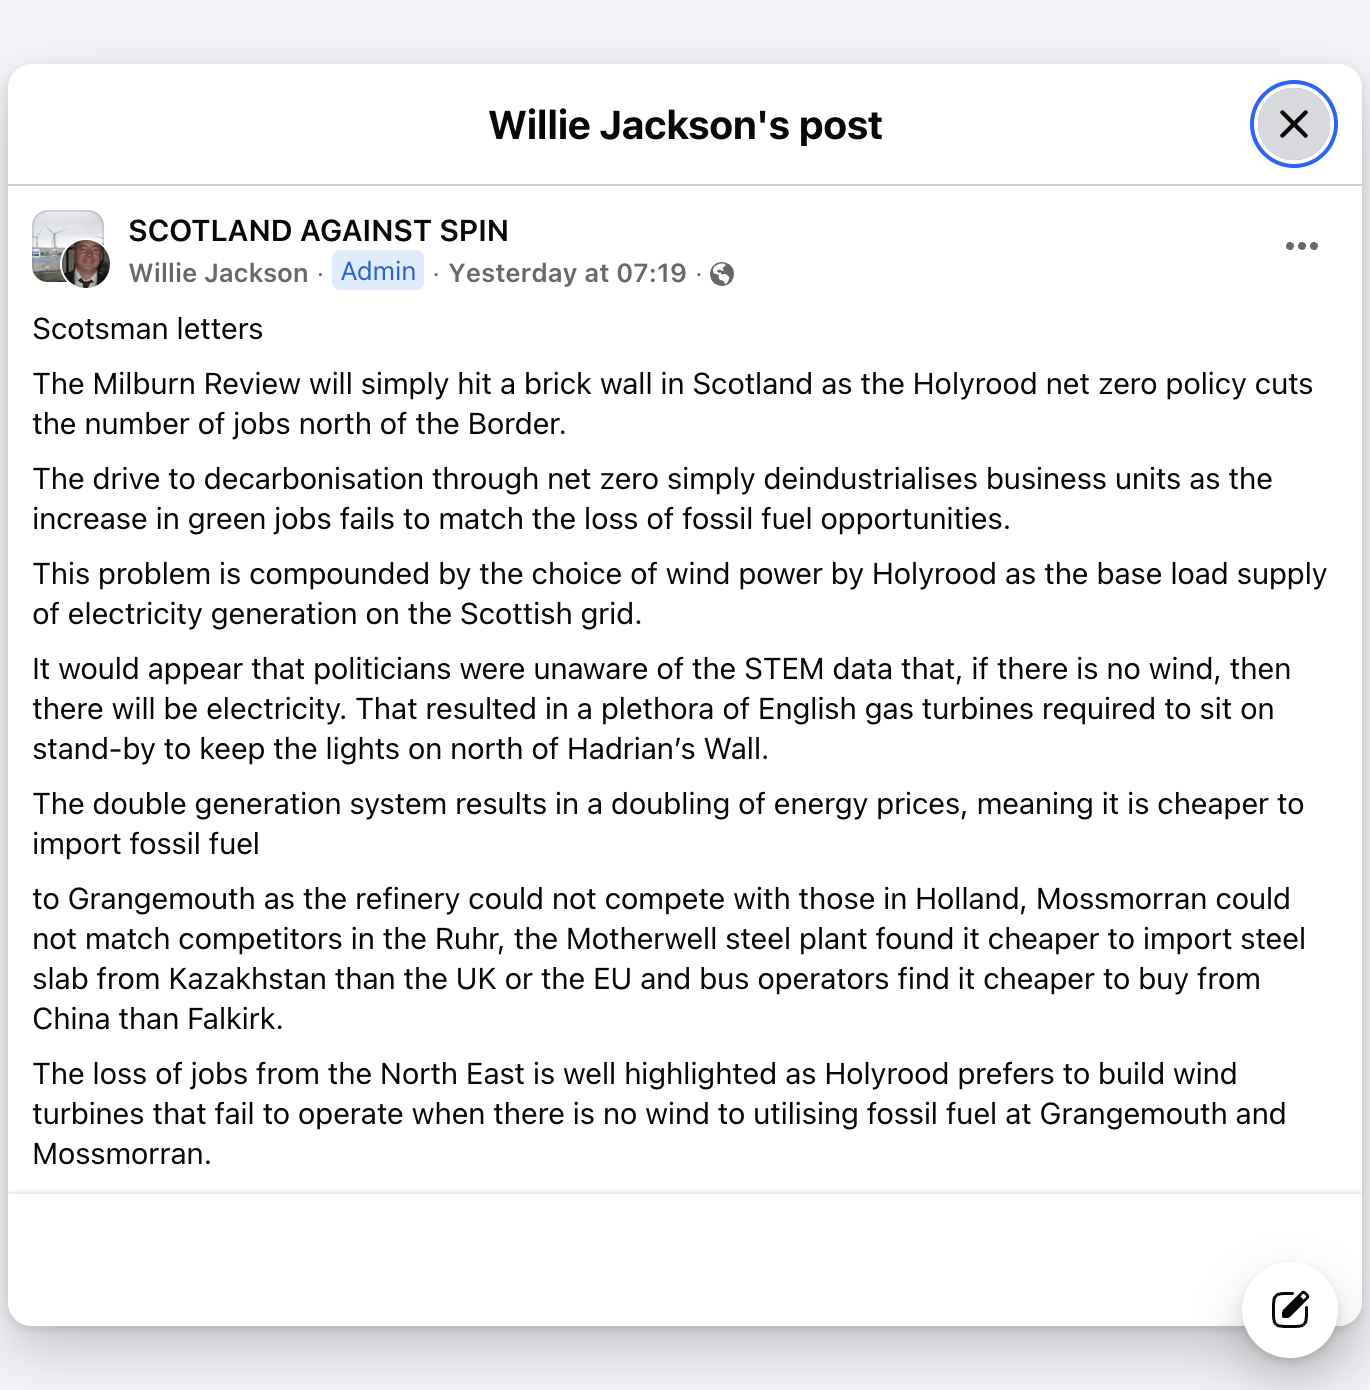 Willie Jackson's post
SCOTLAND AGAINST SPIN
Willie Jackson · Admin · Yesterday at 07:19 ·
Scotsman letters
The Milburn Review will simply hit a brick wall in Scotland as the Holyrood net zero policy cuts
the number of jobs north of the Border.
The drive to decarbonisation through net zero simply deindustrialises business units as the
increase in green jobs fails to match the loss of fossil fuel opportunities.
This problem is compounded by the choice of wind power by Holyrood as the base load supply
of electricity generation on the Scottish grid.
It would appear that politicians were unaware of the STEM data that, if there is no wind, then
there will be electricity. That resulted in a plethora of English gas turbines required to sit on
stand-by to keep the lights on north of Hadrian’s Wall.
The double generation system results in a doubling of energy prices, meaning it is cheaper to
import fossil fuel
to Grangemouth as the refinery could not compete with those in Holland, Mossmorran could
not match competitors in the Ruhr, the Motherwell steel plant found it cheaper to import steel
slab from Kazakhstan than the UK or the EU and bus operators find it cheaper to buy from
China than Falkirk.
The loss of jobs from the North East is well highlighted as Holyrood prefers to build wind
turbines that fail to operate when there is no wind to utilising fossil fuel at Grangemouth and
Mossmorran.